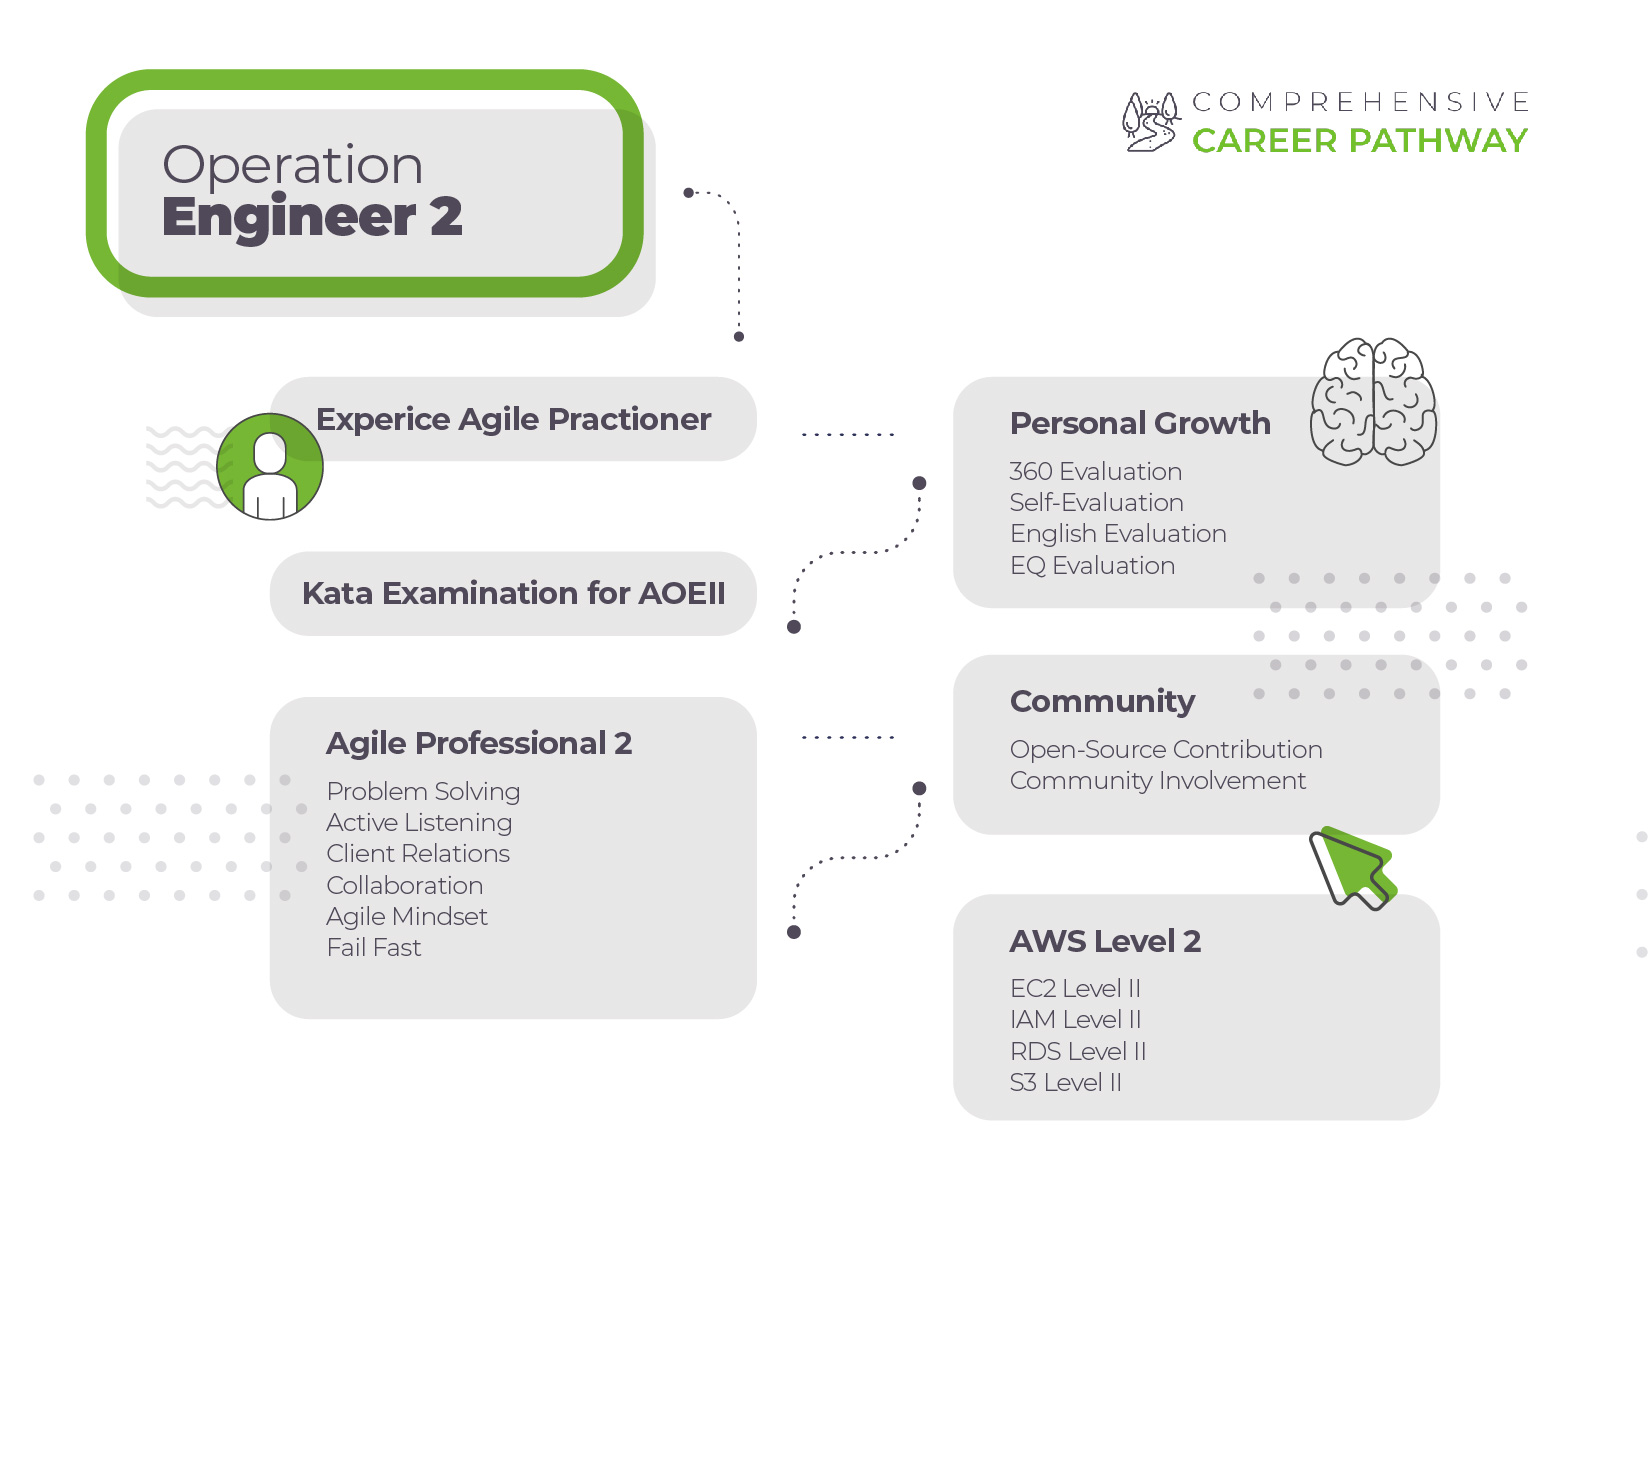 Operation
Engineer 2
COMPREHENSIVE
CAREER PATHWAY
Experice Agile Practioner
Kata Examination for AOEII
Agile Professional 2
Problem Solving
Active Listening
Client Relations
Collaboration
Agile Mindset
Fail Fast
Personal Growth
360 Evaluation
Self-Evaluation
English Evaluation
EQ Evaluation
Community
Open-Source Contribution
Community Involvement
AWS Level 2
EC2 Level II
IAM Level II
RDS Level II
S3 Level II